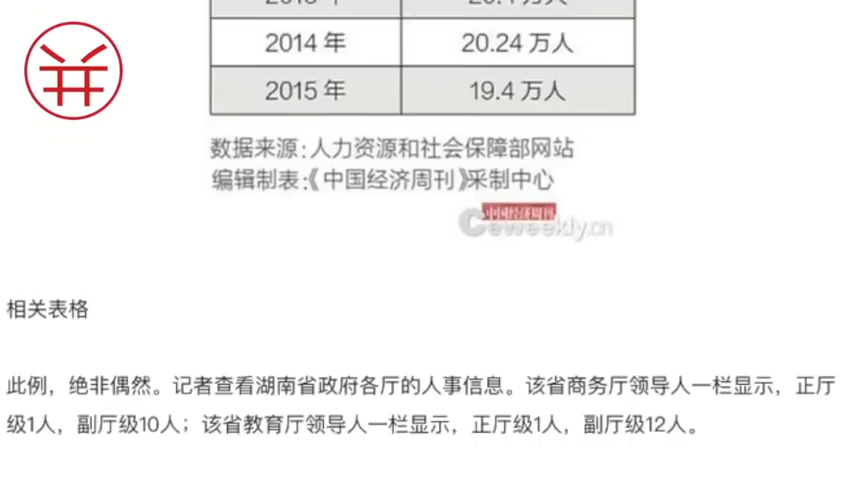 2014 年 20.24 万人
2015 年 19.4 万人
数据来源:人力资源和社会保障部网站
编辑制表:《中国经济周刊》采制中心
中国经济周刊
Ceweekly.cn
相关表格
此例，绝非偶然。记者查看湖南省政府各厅的人事信息。该省商务厅领导人一栏显示，正厅
级1人，副厅级10人；该省教育厅领导人一栏显示，正厅级1人，副厅级12人。